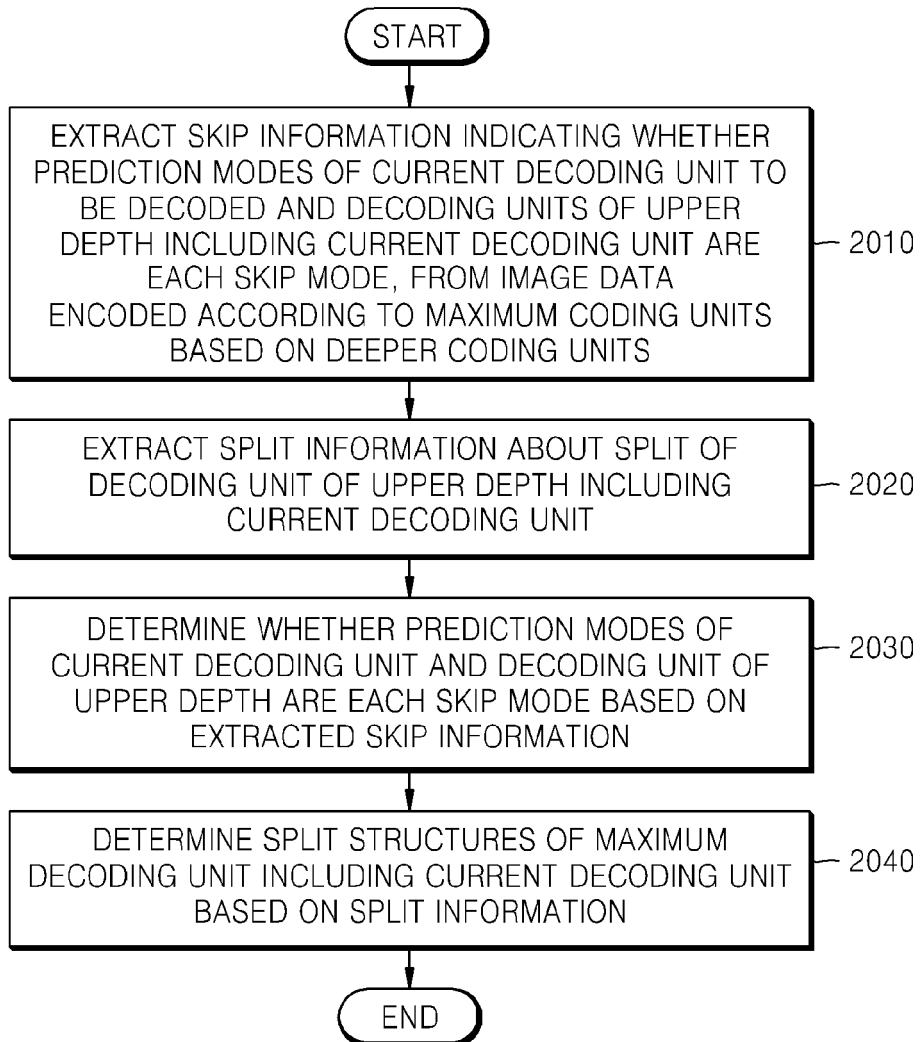 START
EXTRACT SKIP INFORMATION INDICATING WHETHER
PREDICTION MODES OF CURRENT DECODING UNIT TO
BE DECODED AND DECODING UNITS OF UPPER
DEPTH INCLUDING CURRENT DECODING UNIT ARE
EACH SKIP MODE, FROM IMAGE DATA
ENCODED ACCORDING TO MAXIMUM CODING UNITS
BASED ON DEEPER CODING UNITS
2010
EXTRACT SPLIT INFORMATION ABOUT SPLIT OF
DECODING UNIT OF UPPER DEPTH INCLUDING
CURRENT DECODING UNIT
2020
DETERMINE WHETHER PREDICTION MODES OF
CURRENT DECODING UNIT AND DECODING UNIT OF
UPPER DEPTH ARE EACH SKIP MODE BASED ON
EXTRACTED SKIP INFORMATION
2030
DETERMINE SPLIT STRUCTURES OF MAXIMUM
DECODING UNIT INCLUDING CURRENT DECODING UNIT
BASED ON SPLIT INFORMATION
2040
END